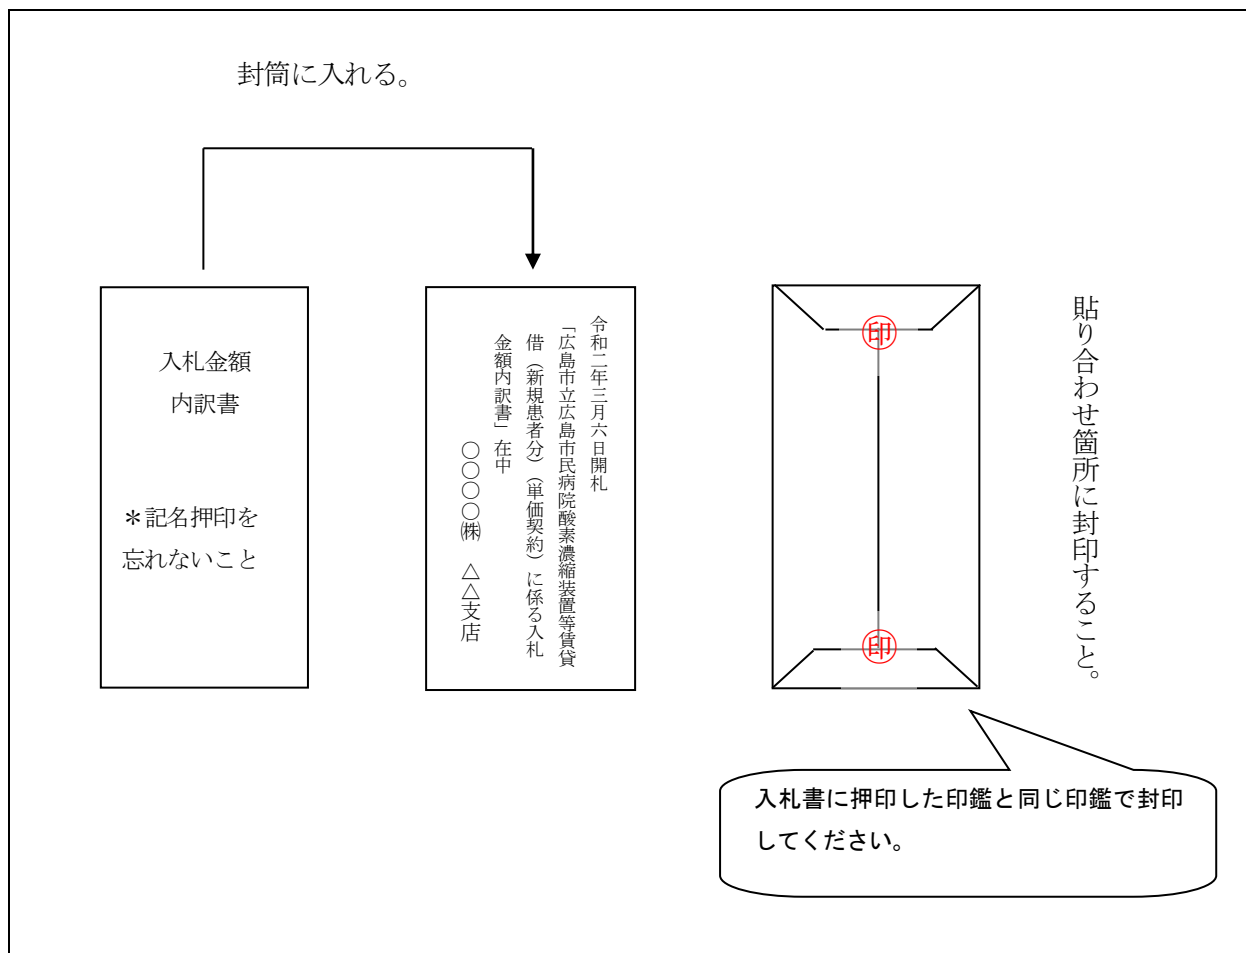 封筒に入れる。
入札金額
内訳書
＊記名押印を
忘れないこと
令和二年三月六日開札
「広島市立広島市民病院酸素濃縮装置等賃貸
借（新規患者分）（単価契約）に係る入札
金額内訳書」在中
〇〇〇〇㈱　△△支店
印
印
貼り合わせ箇所に封印すること。
入札書に押印した印鑑と同じ印鑑で封印
してください。